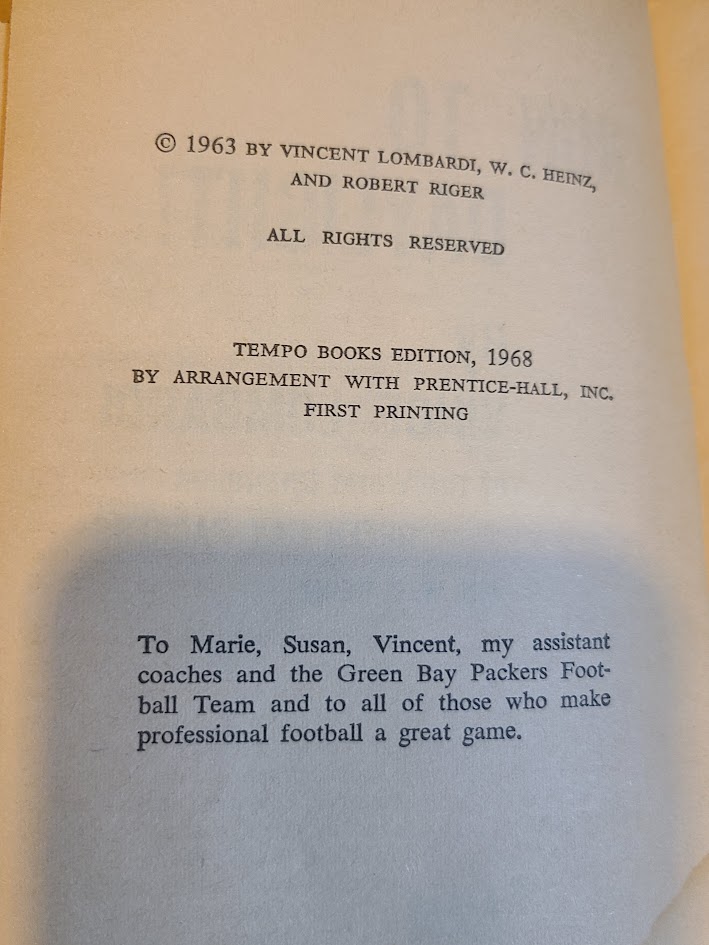 © 1963 BY VINCENT LOMBARDI, W. C. HEINZ,
AND ROBERT RIGER
ALL RIGHTS RESERVED
TEMPO BOOKS EDITION, 1968
BY ARRANGEMENT WITH PRENTICE-HALL, INC.
FIRST PRINTING
To Marie, Susan, Vincent, my assistant
coaches and the Green Bay Packers Foot-
ball Team and to all of those who make
professional football a great game.